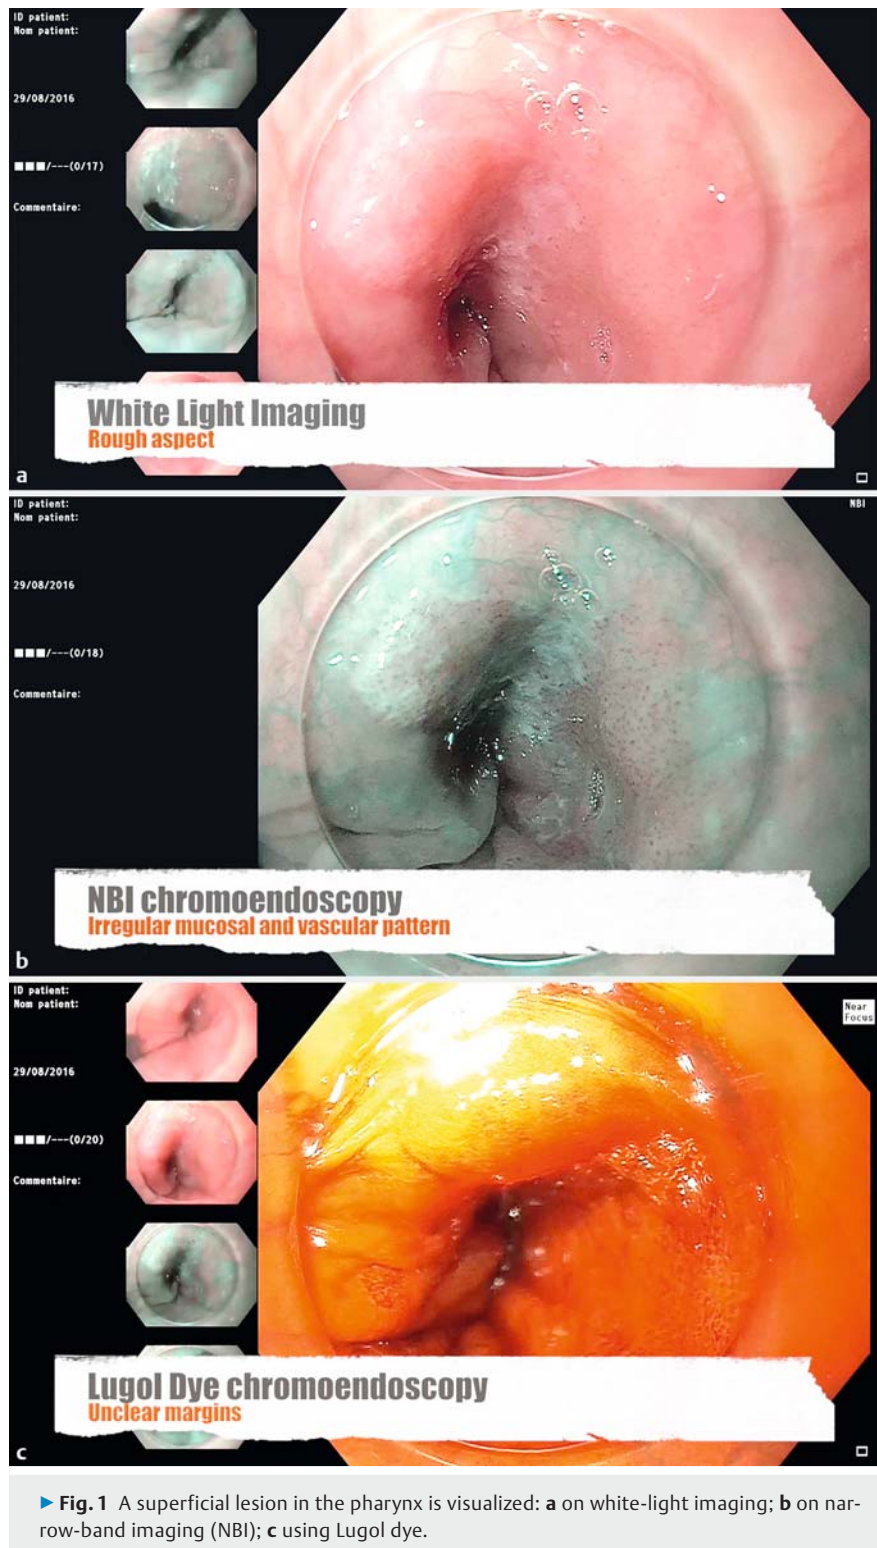 ID patient:
Nom patient:
29/08/2016
■■■/---(0/17)
Commentaire:
White Light Imaging
Rough aspect
a
ID patient:
Nom patient:
NBI
29/08/2016
■■■/---(0/18)
Commentaire:
NBI chromoendoscopy
Irregular mucosal and vascular pattern
b
ID patient:
Nom patient:
Near
Focus
29/08/2016
■■■/---(0/20)
Commentaire:
Lugol Dye chromoendoscopy
Unclear margins
c
▶ Fig. 1 A superficial lesion in the pharynx is visualized: a on white-light imaging; b on nar-
row-band imaging (NBI); c using Lugol dye.